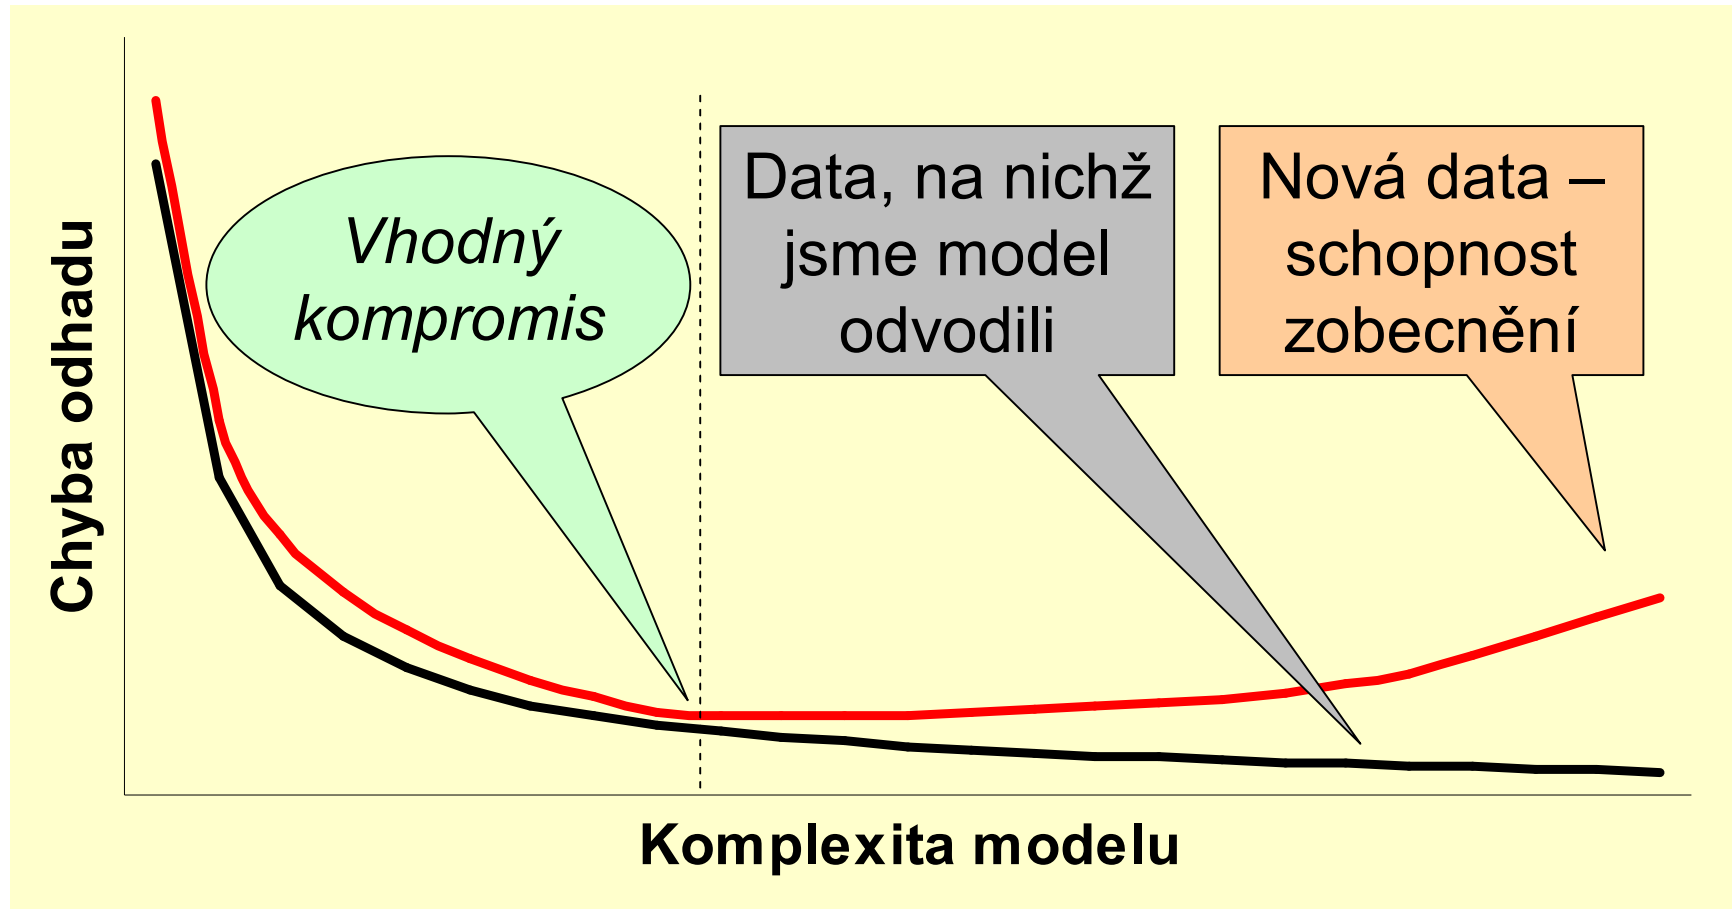 Chyba odhadu
Vhodný
kompromis
Data, na nichž
jsme model
odvodili
Nová data –
schopnost
zobecnění
Komplexita modelu